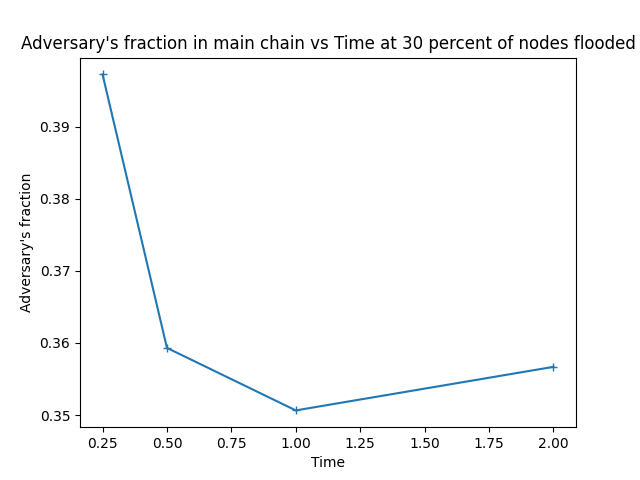 Adversary's fraction in main chain vs Time at 30 percent of nodes flooded
0.39
0.38
0.37
0.36
0.35
Adversary's fraction
0.25 0.50 0.75 1.00 1.25 1.50 1.75 2.00
Time